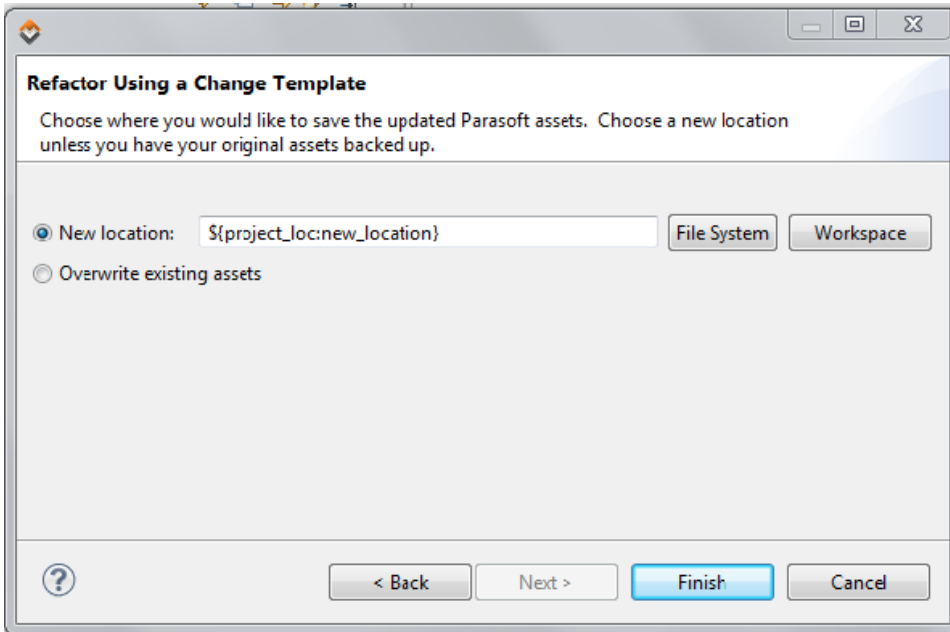 Refactor Using a Change Template
Choose where you would like to save the updated Parasoft assets. Choose a new location
unless you have your original assets backed up.
New location: ${project_loc:new_location} File System Workspace
Overwrite existing assets
? < Back Next > Finish Cancel